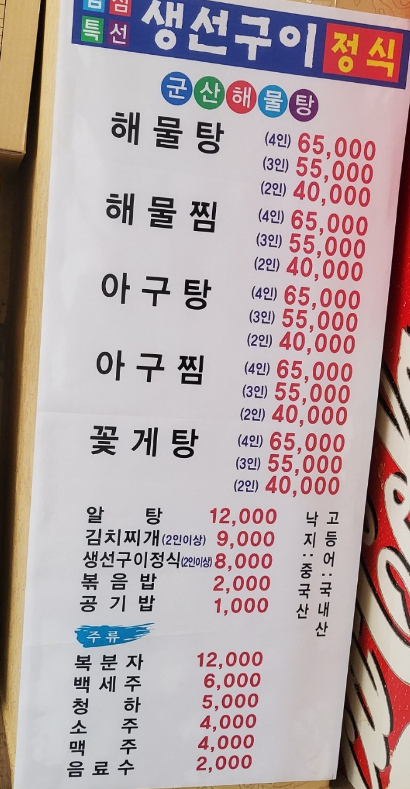 점심
특선
생선구이 정식
군산해물탕
해물탕 (4인) 65,000
(3인) 55,000
(2인) 40,000
해물찜 (4인) 65,000
(3인) 55,000
(2인) 40,000
아구탕 (4인) 65,000
(3인) 55,000
(2인) 40,000
아구찜 (4인) 65,000
(3인) 55,000
(2인) 40,000
꽃게탕 (4인) 65,000
(3인) 55,000
(2인) 40,000
알탕 12,000
김치찌개(2인이상) 9,000
생선구이정식(2인이상) 8,000
볶음밥 2,000
공기밥 1,000
고등어:국내산
낙지:중국산
주류
복분자 12,000
백세주 6,000
청하 5,000
소주 4,000
맥주 4,000
음료수 2,000